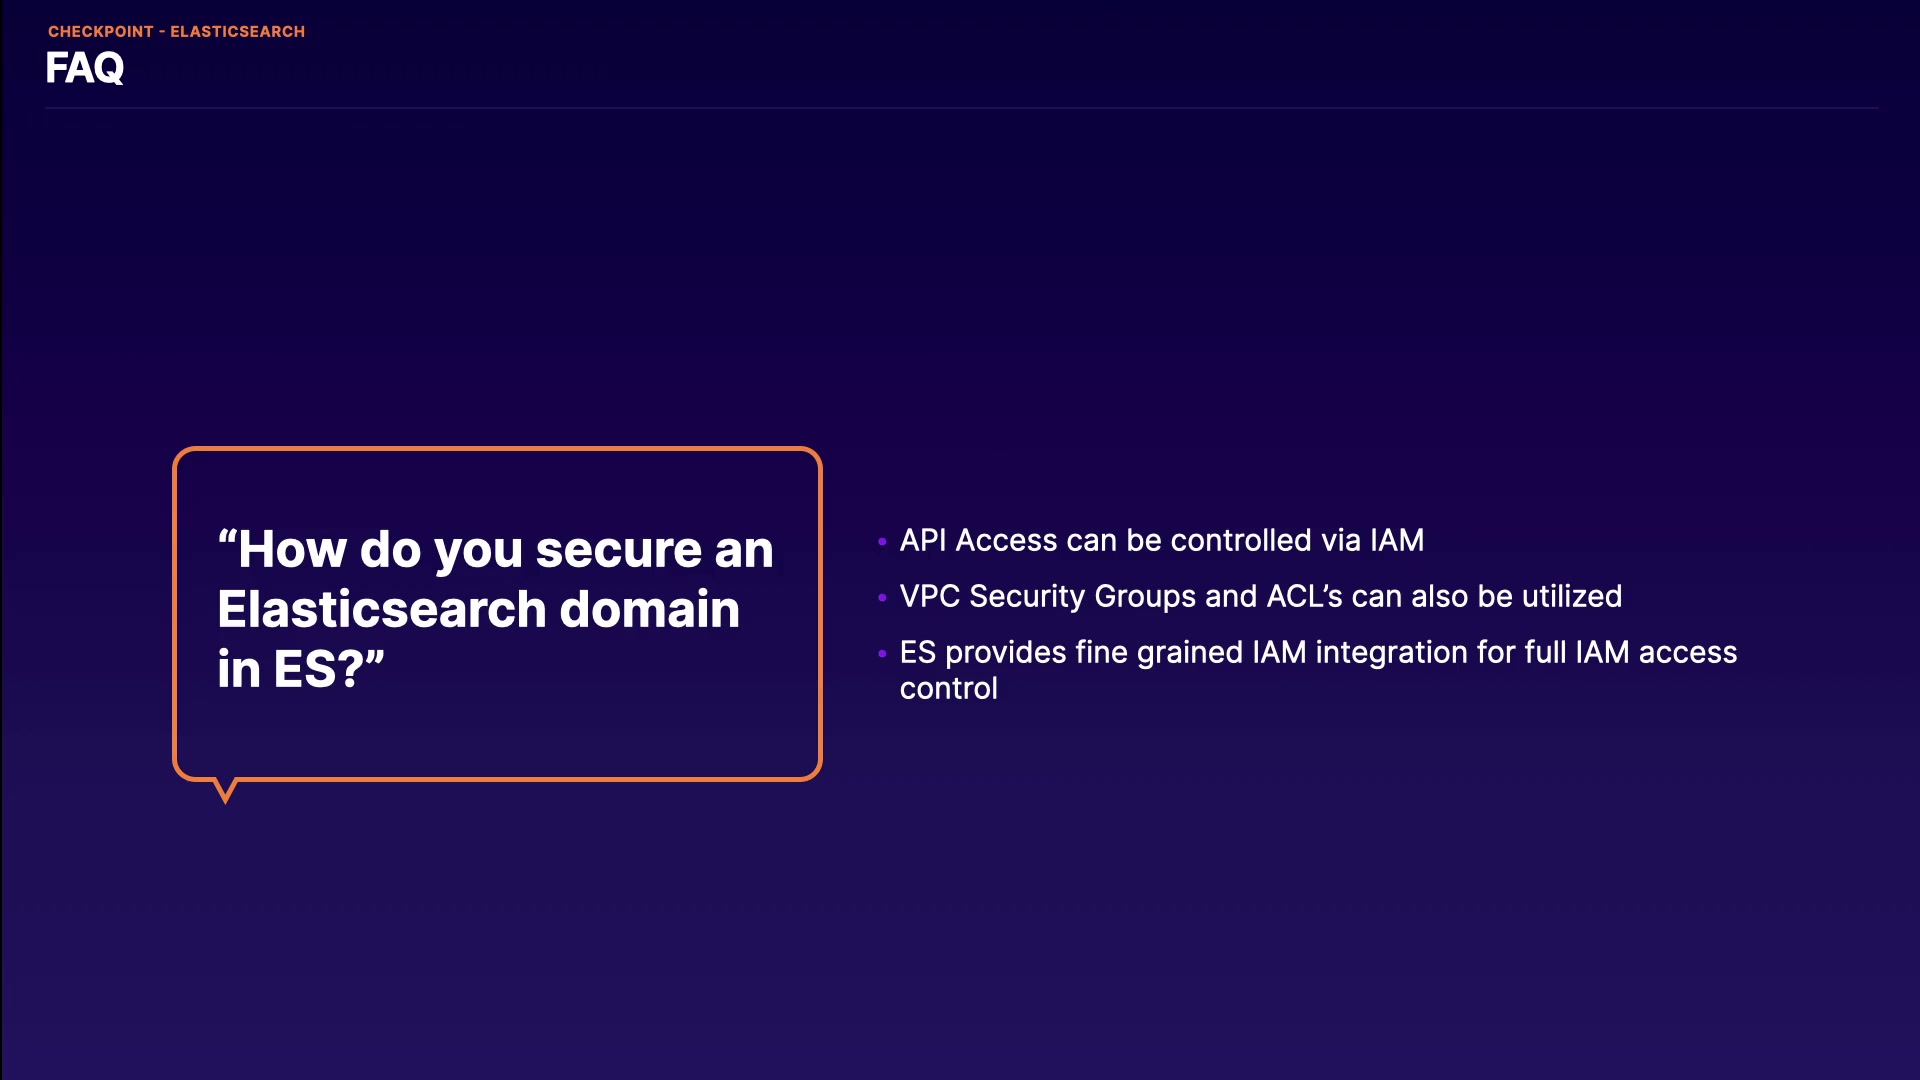 CHECKPOINT - ELASTICSEARCH
FAQ
“How do you secure an
Elasticsearch domain
in ES?”
• API Access can be controlled via IAM
• VPC Security Groups and ACL’s can also be utilized
• ES provides fine grained IAM integration for full IAM access
control